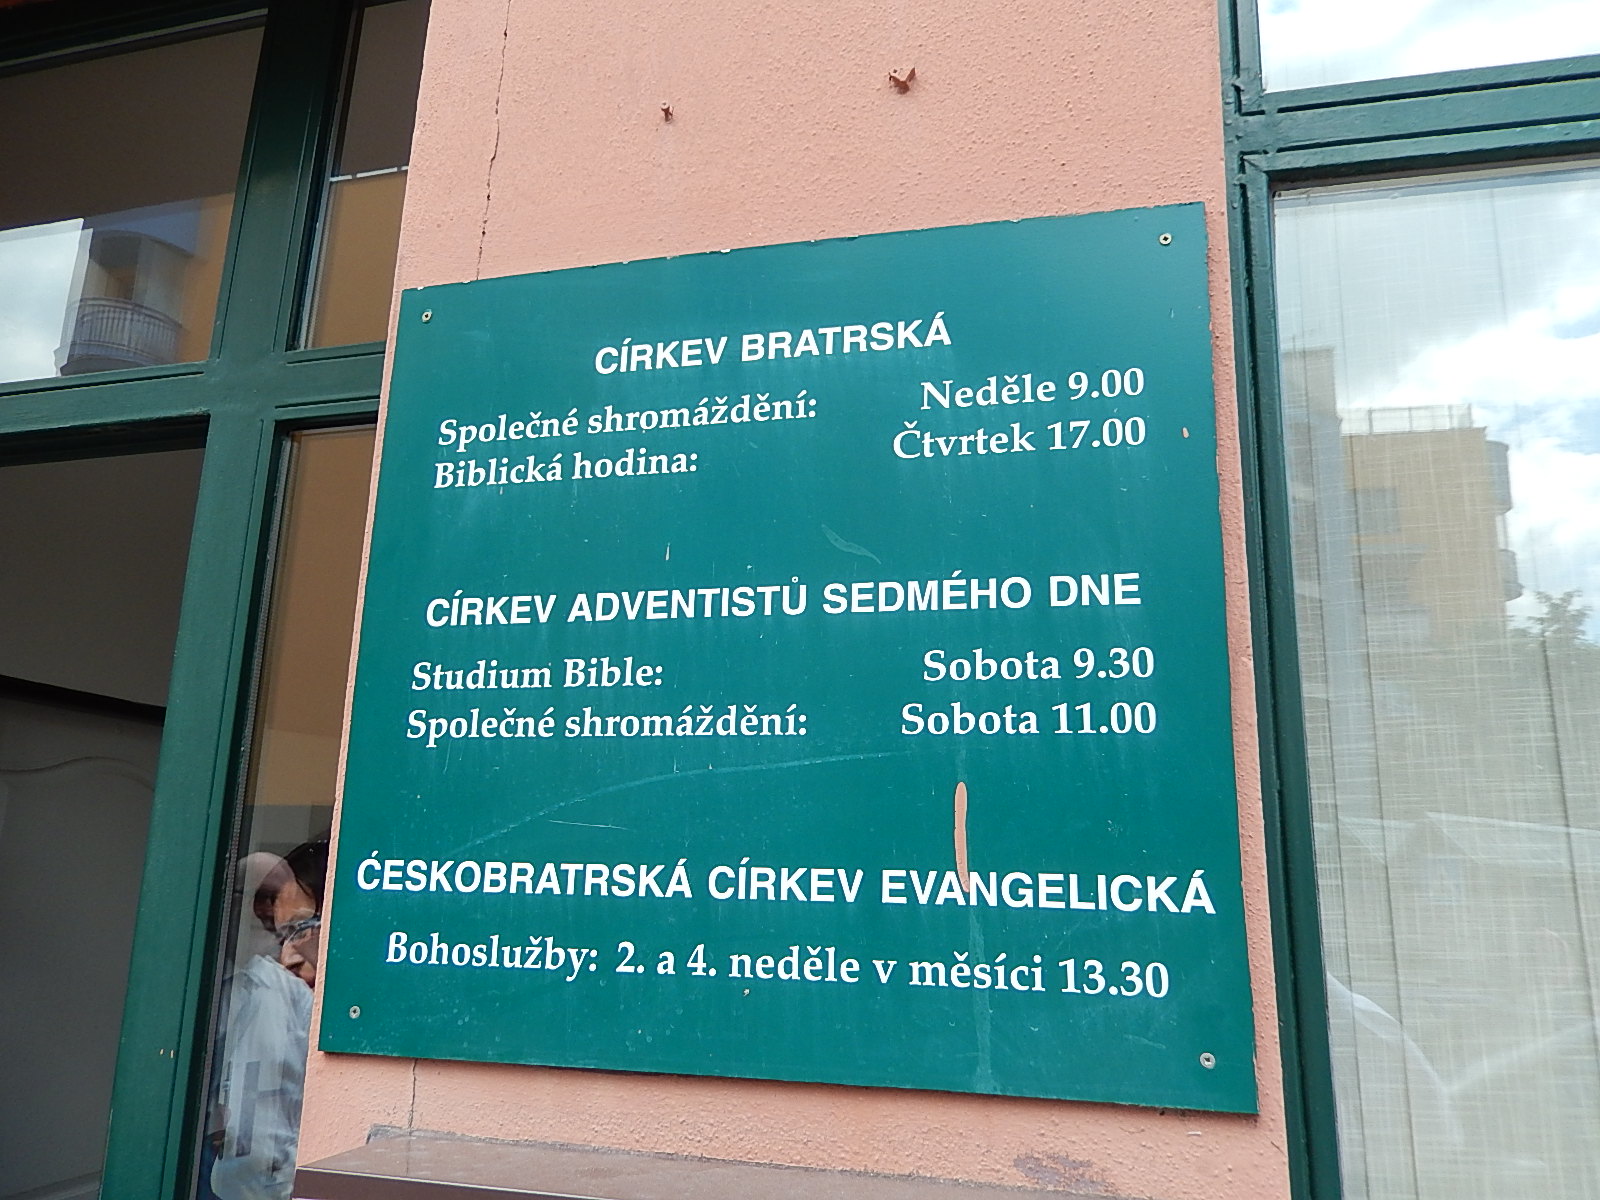 CÍRKEV BRATRSKÁ
Společné shromáždění: Neděle 9.00
Biblická hodina: Čtvrtek 17.00
CÍRKEV ADVENTISTŮ SEDMÉHO DNE
Studium Bible: Sobota 9.30
Společné shromáždění: Sobota 11.00
ĆESKOBRATRSKÁ CÍRKEV EVANGELICKÁ
Bohoslužby: 2. a 4. neděle v měsíci 13.30